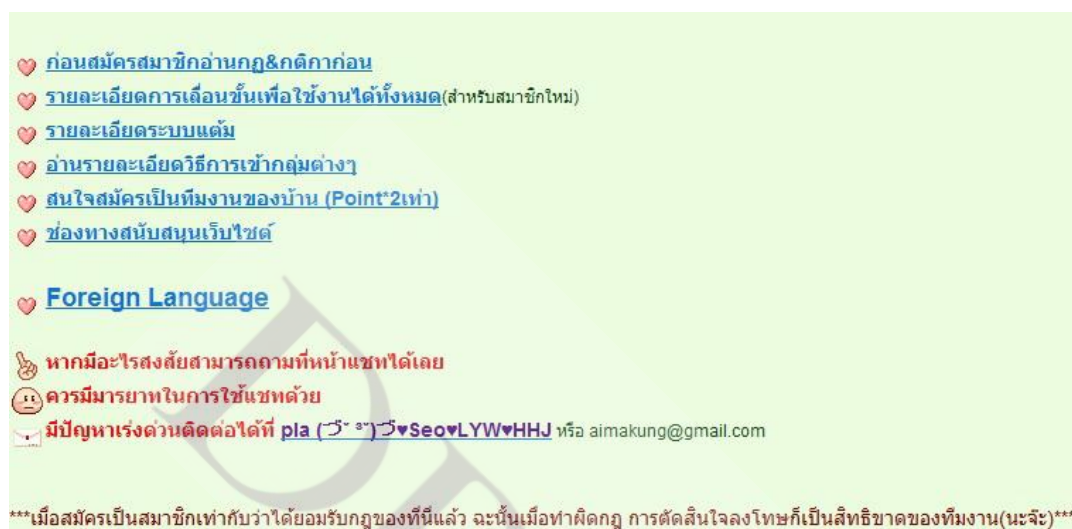 ก่อนสมัครสมาชิกอ่านกฏ&กติกาก่อน
รายละเอียดการเลื่อนขั้นเพื่อใช้งานได้ทั้งหมด(สำหรับสมาชิกใหม่)
รายละเอียดระบบแต้ม
อ่านรายละเอียดวิธีการเข้ากลุ่มต่างๆ
สนใจสมัครเป็นทีมงานของบ้าน (Point*2เท่า)
ช่องทางสนับสนุนเว็บไซต์
Foreign Language
หากมีอะไรสงสัยสามารถถามที่หน้าแชทได้เลย
ควรมีมารยาทในการใช้แชทด้วย
มีปัญหาเร่งด่วนติดต่อได้ที่ pla (つ˘ ³˘)つ♥Seo♥LYW♥HHJ หรือ aimakung@gmail.com
***เมื่อสมัครเป็นสมาชิกเท่ากับว่าได้ยอมรับกฎของที่นี่แล้ว ฉะนั้นเมื่อทำผิดกฎ การตัดสินใจลงโทษก็เป็นสิทธิขาดของทีมงาน(นะจ๊ะ)***